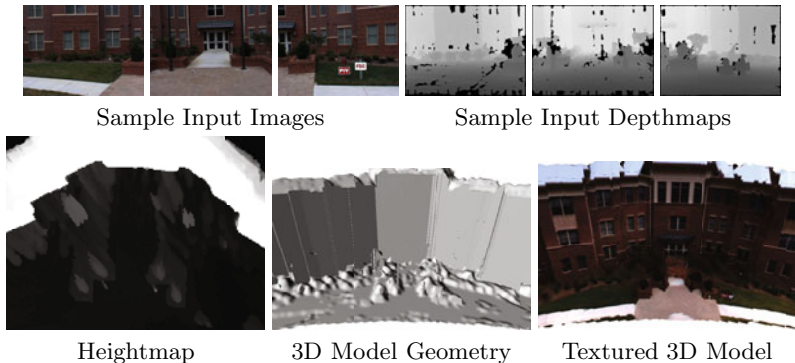 Sample Input Images
Sample Input Depthmaps
Heightmap
3D Model Geometry
Textured 3D Model